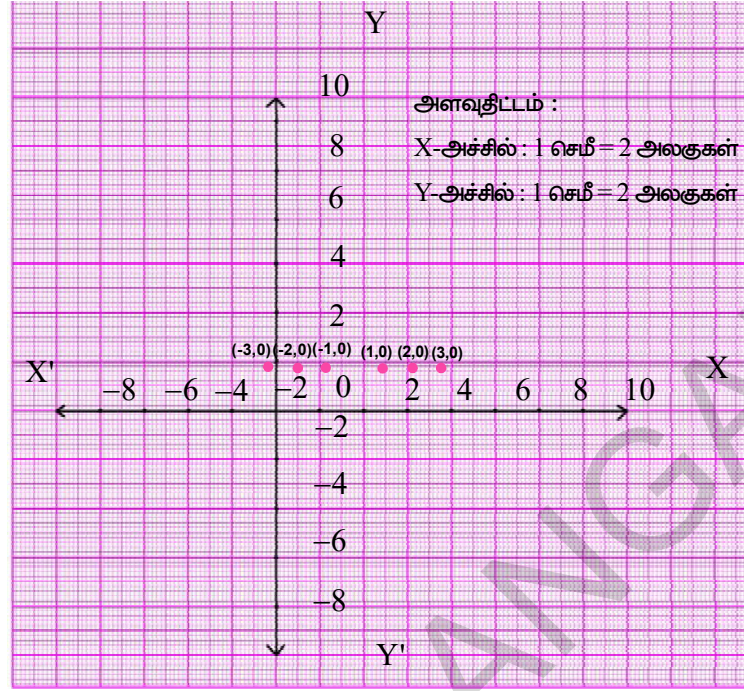 Y
10
அளவுதிட்டம் :
8
X-அச்சில் : 1 செமீ = 2 அலகுகள்
6
Y-அச்சில் : 1 செமீ = 2 அலகுகள்
4
2
(-3,0) (-2,0) (-1,0) (1,0) (2,0) (3,0)
X' X
−8 −6 −4 −2 0 2 4 6 8 10
−2
−4
−6
−8
Y'
ANGA